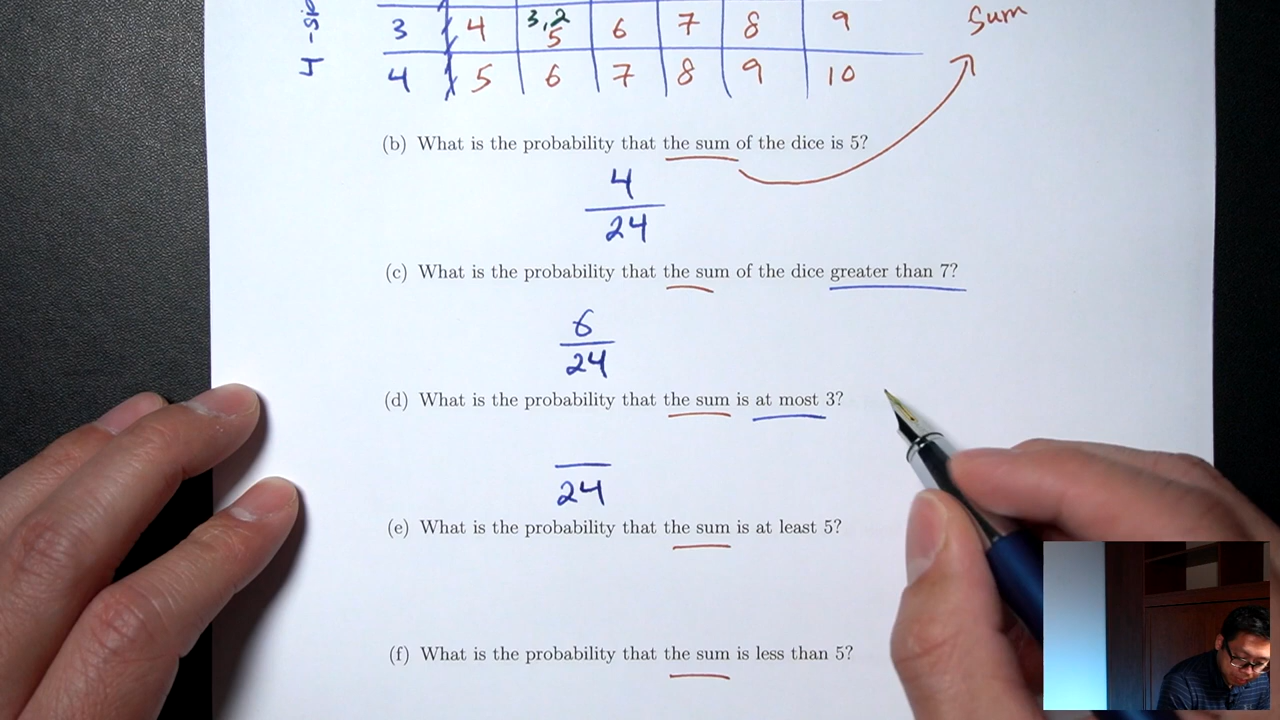 3 4 3,2 5 6 7 8 9 Sum
4 5 6 7 8 9 10
(b) What is the probability that the sum of the dice is 5?
4
24
(c) What is the probability that the sum of the dice greater than 7?
6
24
(d) What is the probability that the sum is at most 3?
24
(e) What is the probability that the sum is at least 5?
(f) What is the probability that the sum is less than 5?